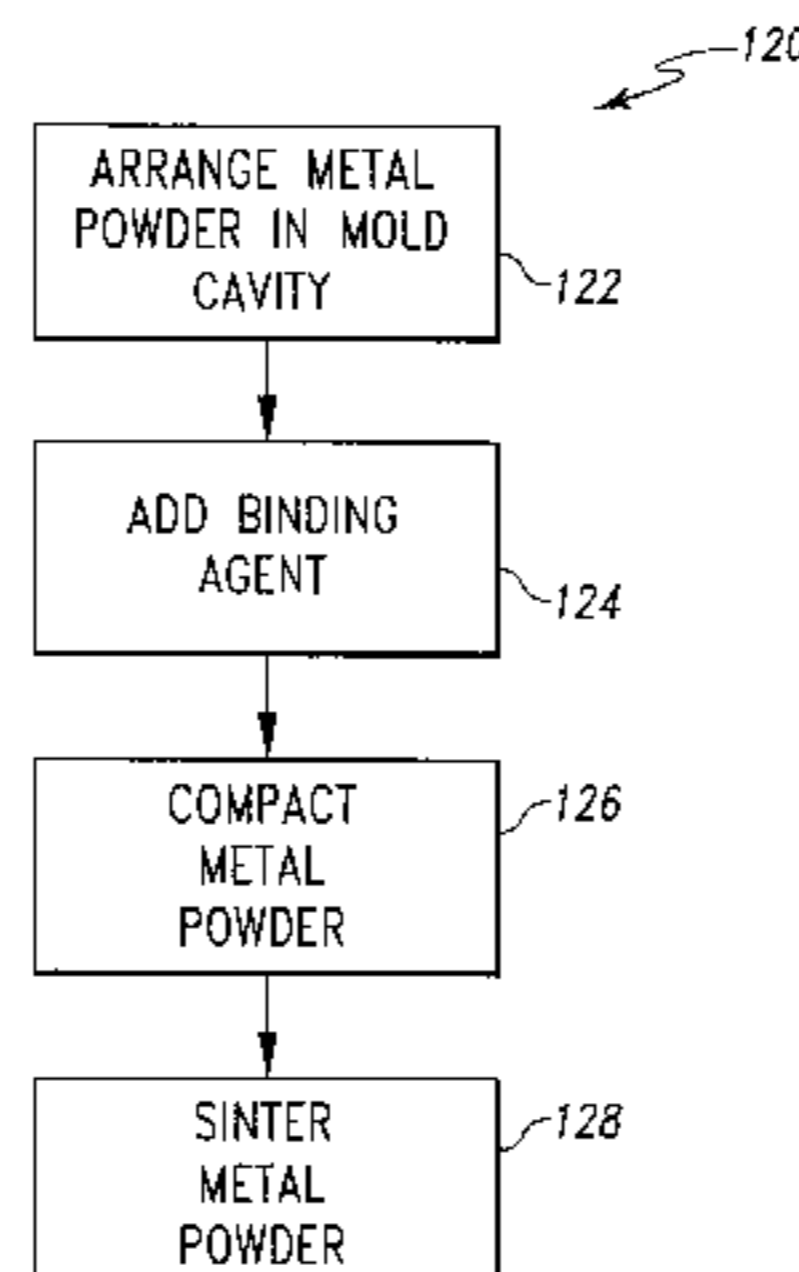 120
ARRANGE METAL
POWDER IN MOLD
CAVITY
122
ADD BINDING
AGENT
124
COMPACT
METAL
POWDER
126
SINTER
METAL
POWDER
128